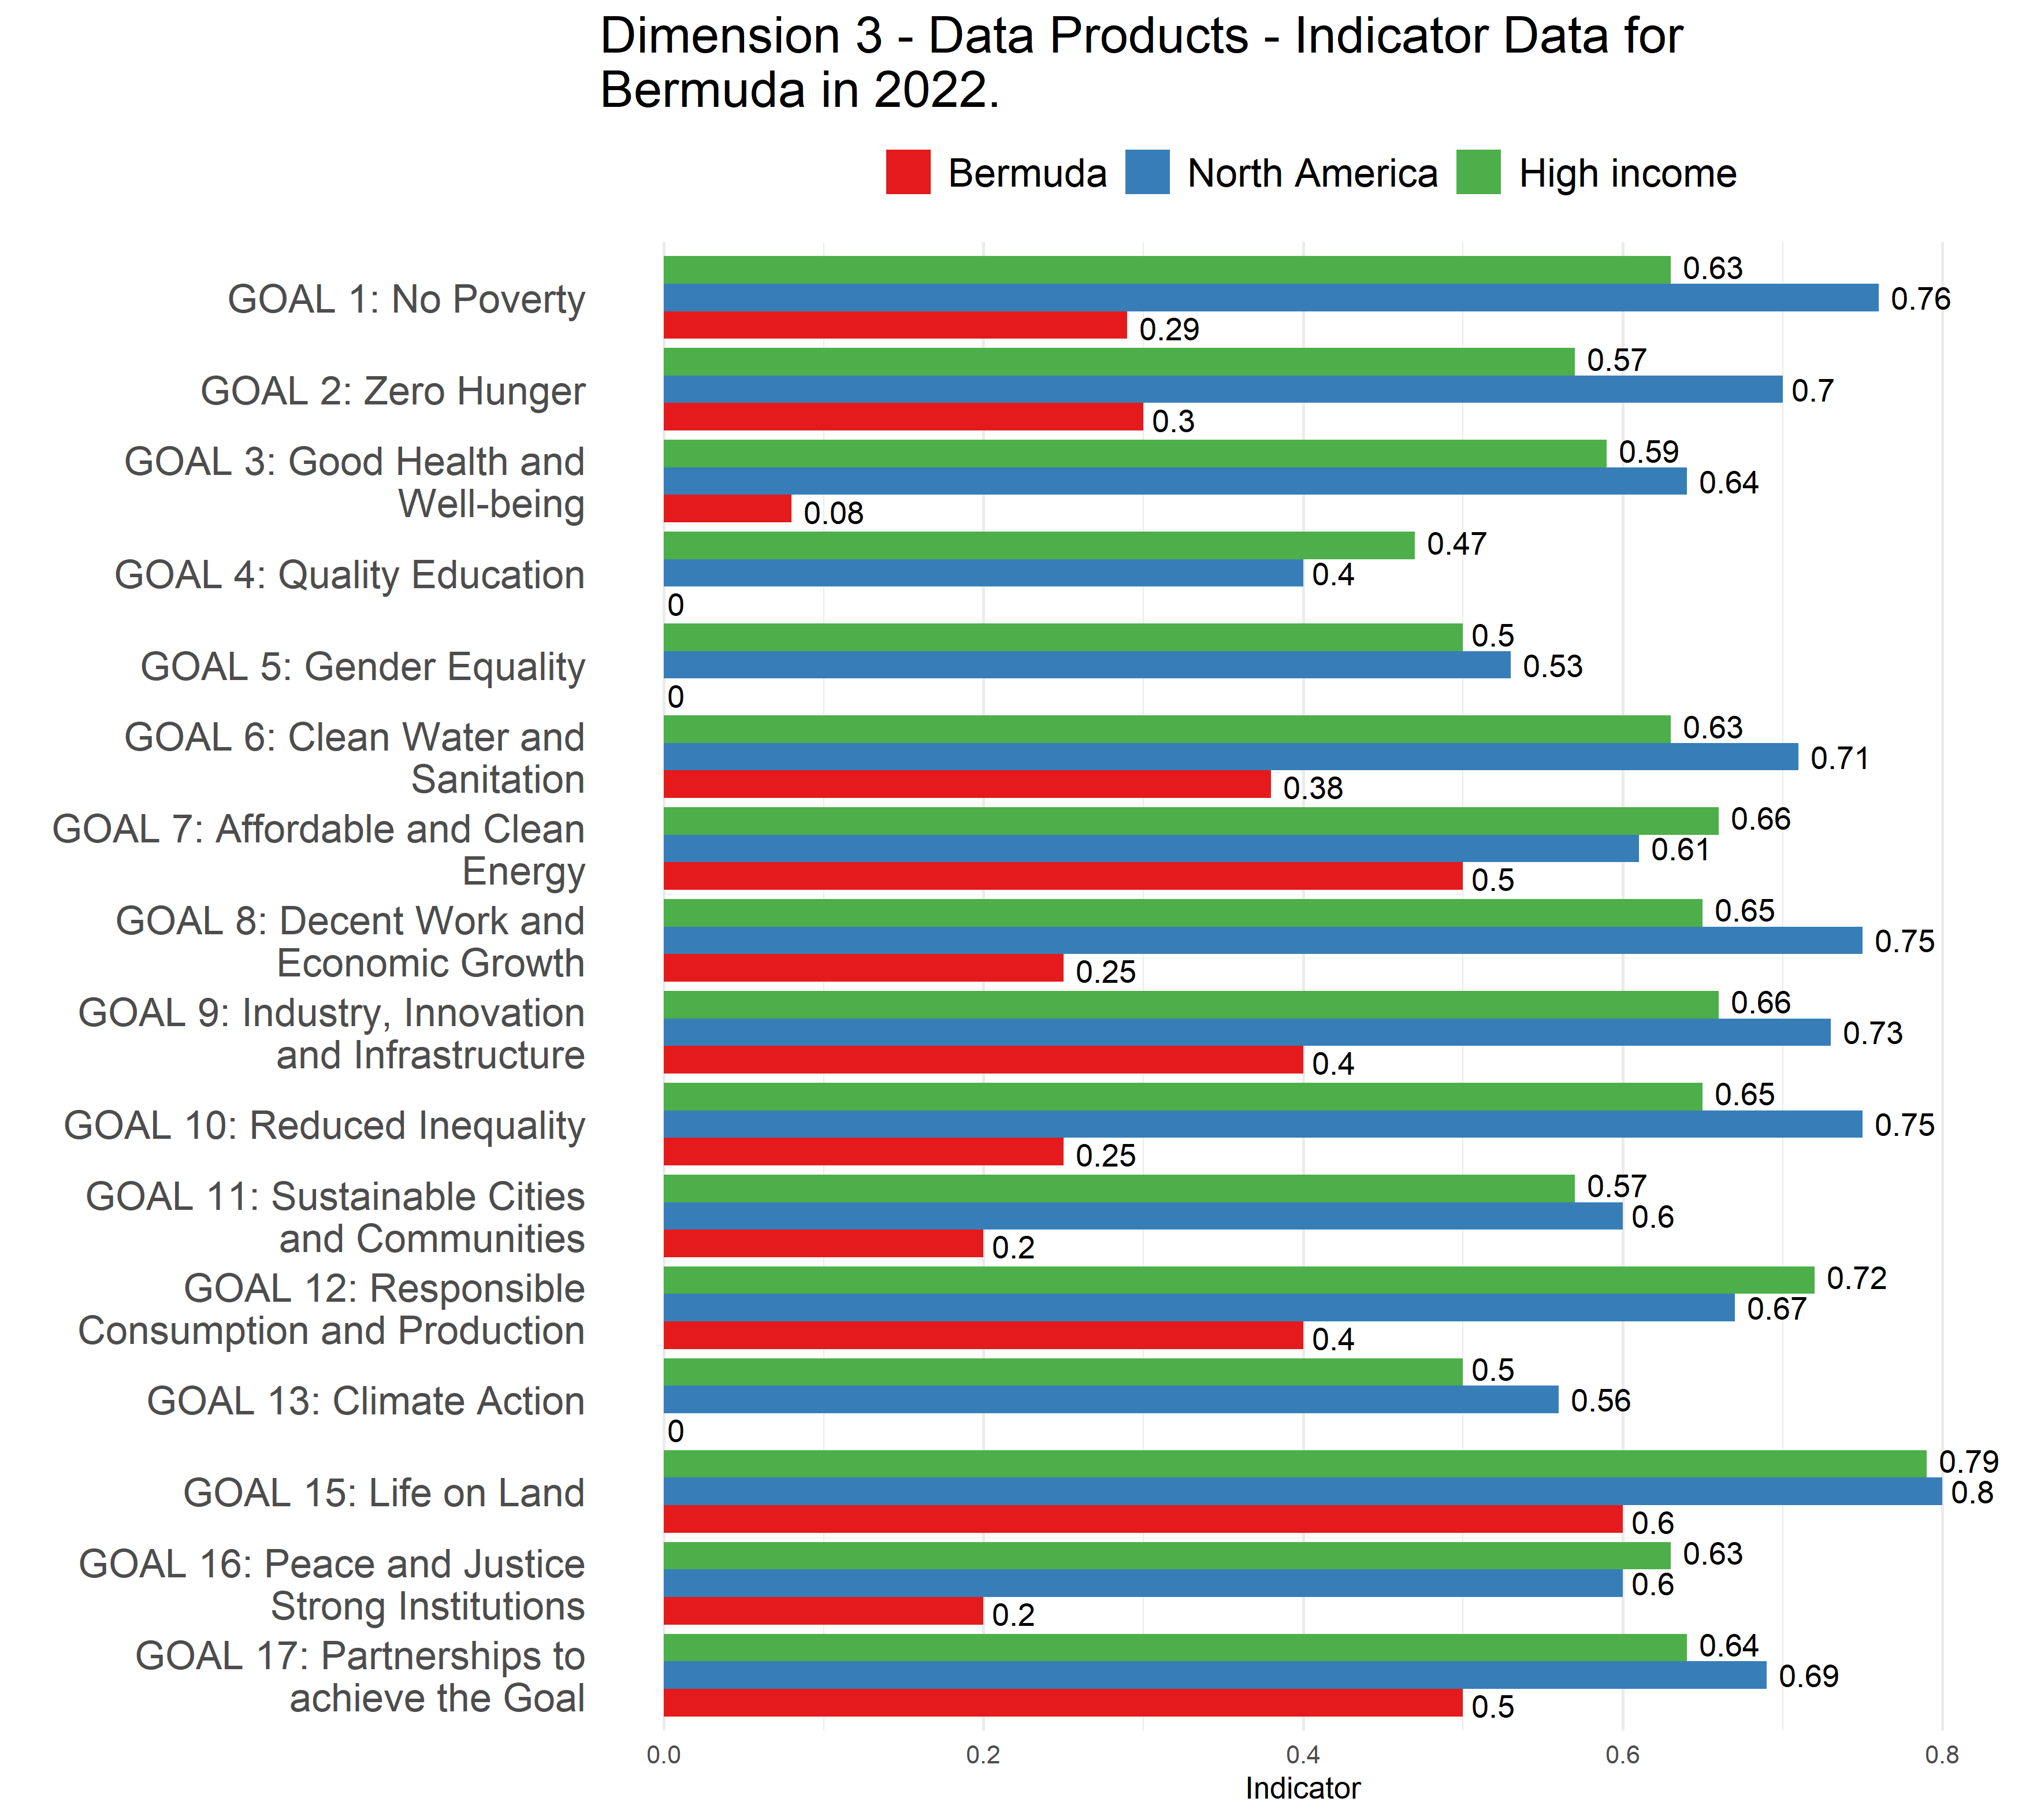 Dimension 3 - Data Products - Indicator Data for
Bermuda in 2022.
Bermuda North America High income
GOAL 1: No Poverty
0.63
0.76
0.29
GOAL 2: Zero Hunger
0.57
0.7
0.3
GOAL 3: Good Health and
Well-being
0.59
0.64
0.08
GOAL 4: Quality Education
0.47
0.4
0
GOAL 5: Gender Equality
0.5
0.53
0
GOAL 6: Clean Water and
Sanitation
0.63
0.71
0.38
GOAL 7: Affordable and Clean
Energy
0.66
0.61
0.5
GOAL 8: Decent Work and
Economic Growth
0.65
0.75
0.25
GOAL 9: Industry, Innovation
and Infrastructure
0.66
0.73
0.4
GOAL 10: Reduced Inequality
0.65
0.75
0.25
GOAL 11: Sustainable Cities
and Communities
0.57
0.6
0.2
GOAL 12: Responsible
Consumption and Production
0.72
0.67
0.4
GOAL 13: Climate Action
0.5
0.56
0
GOAL 15: Life on Land
0.79
0.8
0.6
GOAL 16: Peace and Justice
Strong Institutions
0.63
0.6
0.2
GOAL 17: Partnerships to
achieve the Goal
0.64
0.69
0.5
0.0 0.2 0.4 0.6 0.8
Indicator